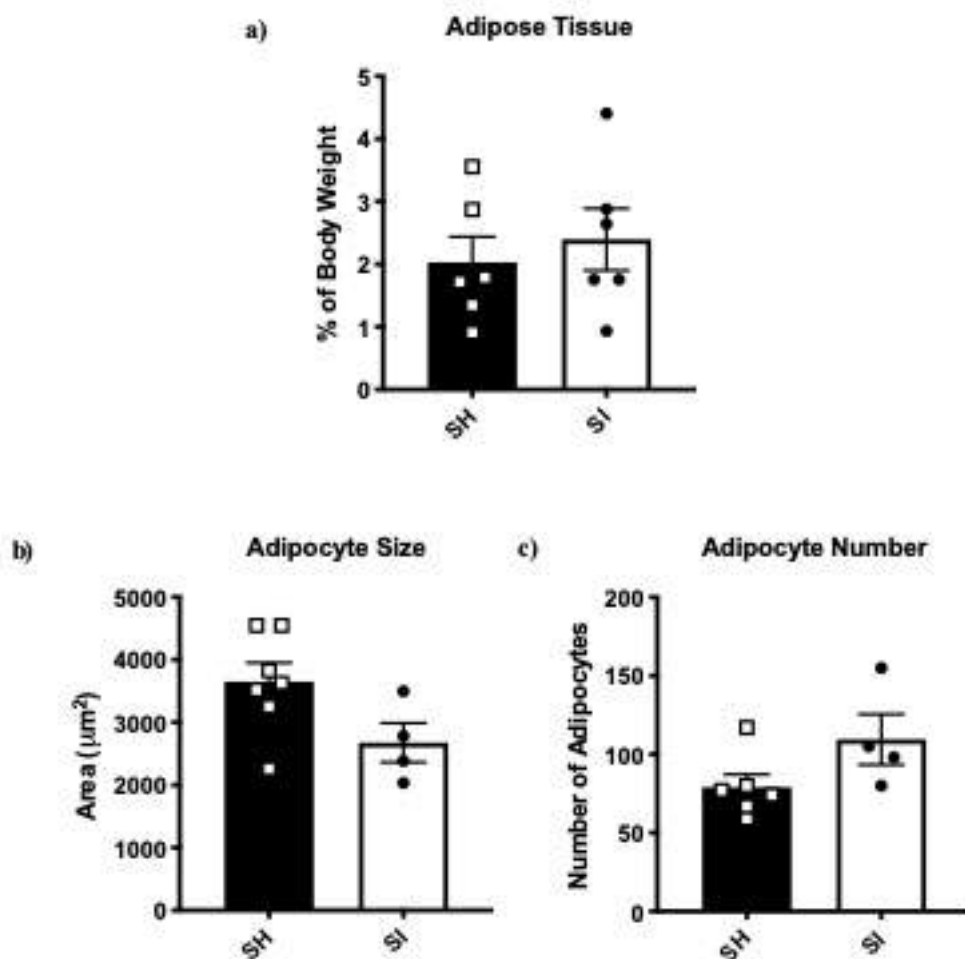 a)
Adipose Tissue
% of Body Weight
5
4
3
2
1
0
SH
SI
b)
Adipocyte Size
Area (μm²)
5000
4000
3000
2000
1000
0
SH
SI
c)
Adipocyte Number
Number of Adipocytes
200
150
100
50
0
SH
SI